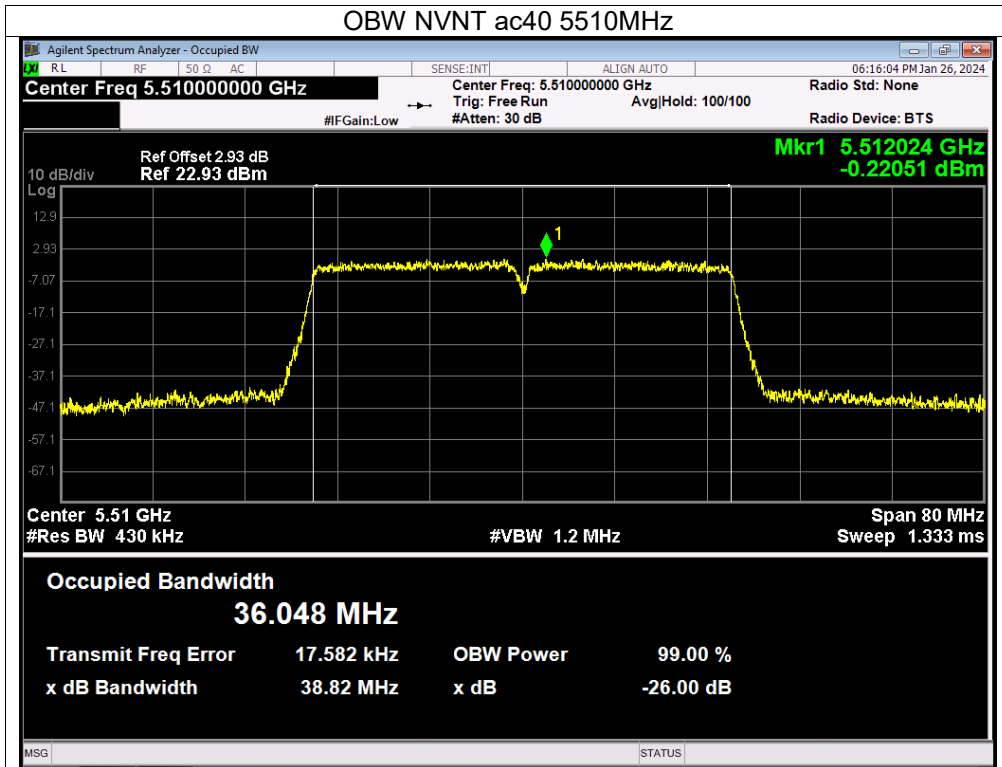 OBW NVNT ac40 5510MHz
Agilent Spectrum Analyzer - Occupied BW
LXI RL RF 50 Ω AC SENSE:INT ALIGN AUTO 06:16:04 PM Jan 26, 2024
Center Freq 5.510000000 GHz
Center Freq: 5.510000000 GHz Radio Std: None
Trig: Free Run Avg|Hold: 100/100
#IFGain:Low #Atten: 30 dB Radio Device: BTS
Mkr1 5.512024 GHz
-0.22051 dBm
Ref Offset 2.93 dB
10 dB/div Ref 22.93 dBm
Log
12.9
1
2.93
-7.07
-17.1
-27.1
-37.1
-47.1
-57.1
-67.1
Center 5.51 GHz Span 80 MHz
#Res BW 430 kHz #VBW 1.2 MHz Sweep 1.333 ms
Occupied Bandwidth
36.048 MHz
Transmit Freq Error 17.582 kHz OBW Power 99.00 %
x dB Bandwidth 38.82 MHz x dB -26.00 dB
MSG STATUS